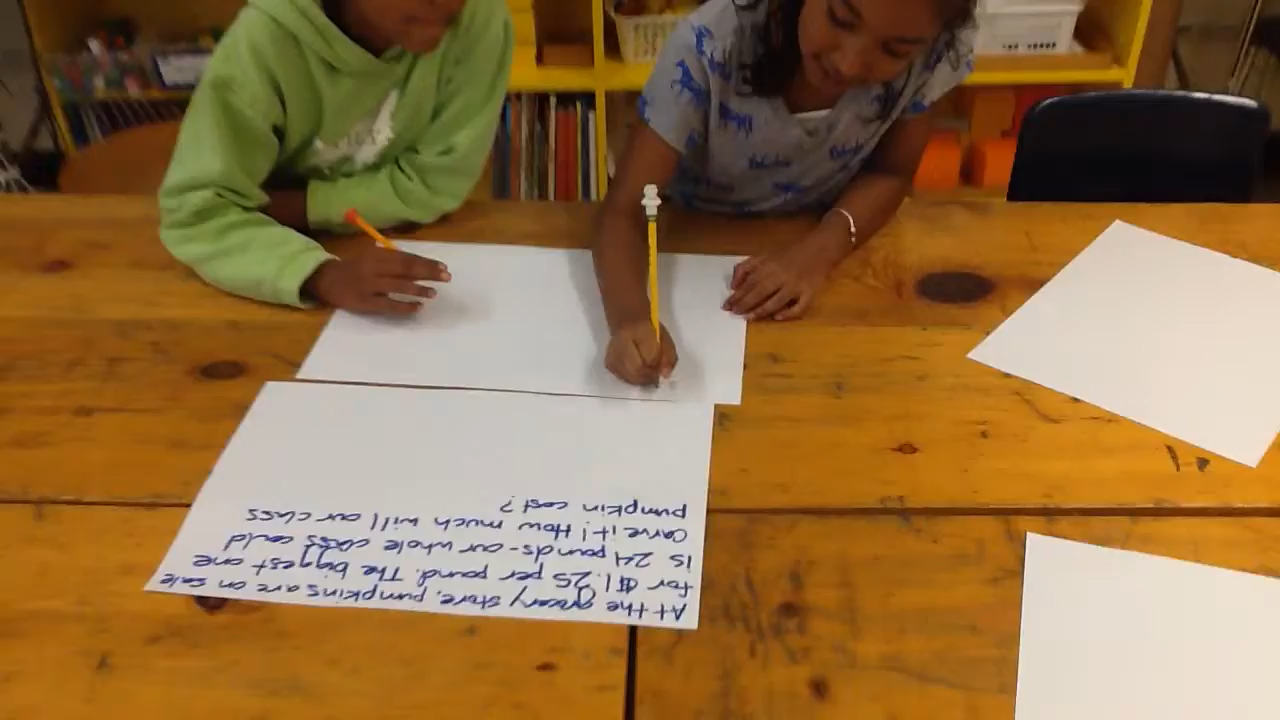 At the grocery store, pumpkins are on sale
for $1.25 per pound. The biggest one
is 24 pounds - our whole class could
carve it! How much will our class
pumpkin cost?